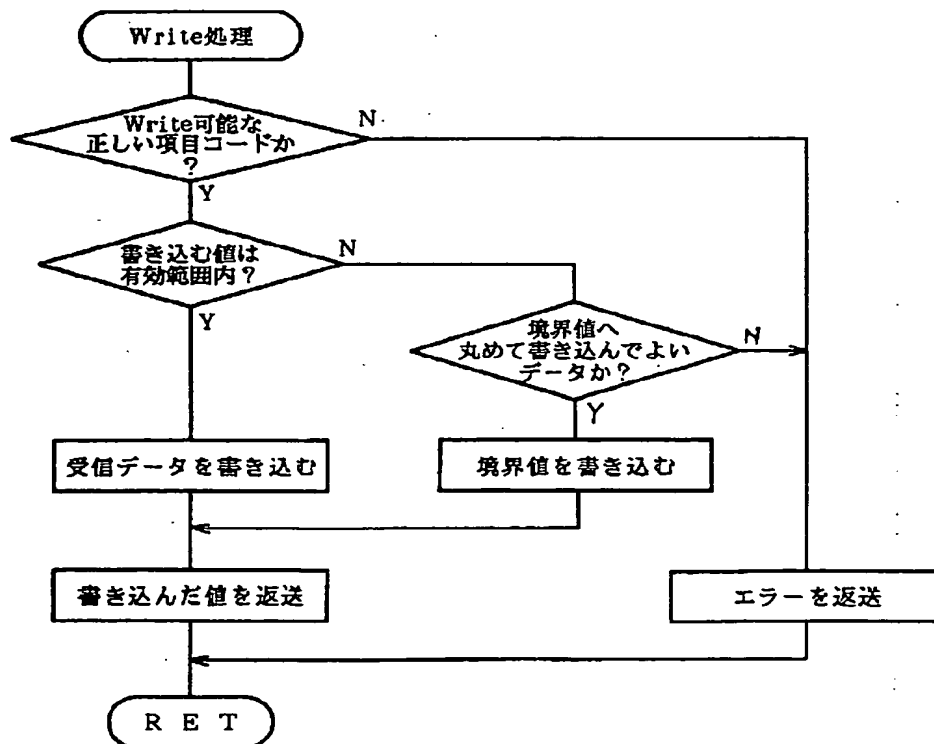 Write処理
Write可能な
正しい項目コードか
?
N
Y
書き込む値は
有効範囲内?
N
Y
境界値へ
丸めて書き込んでよい
データか?
N
Y
受信データを書き込む
境界値を書き込む
書き込んだ値を返送
エラーを返送
R E T